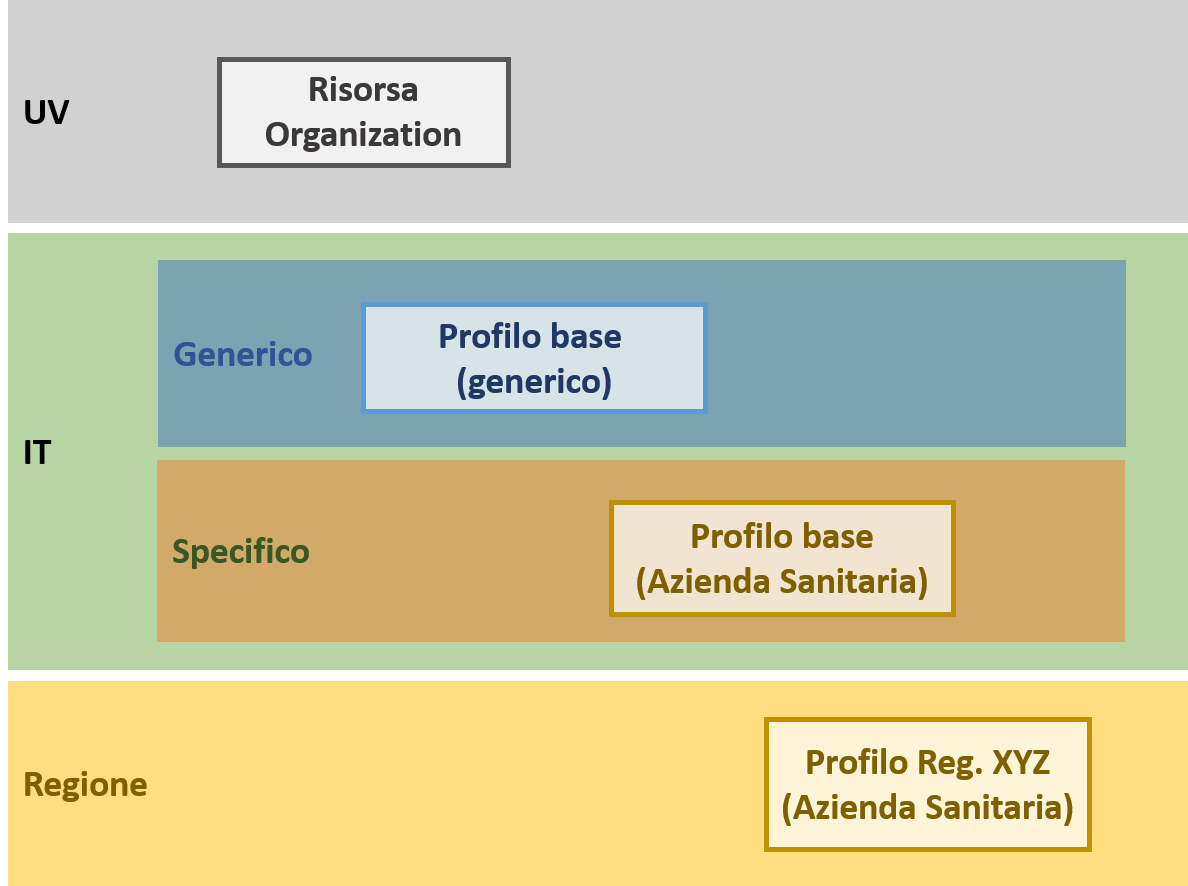 UV
Risorsa
Organization
IT
Generico
Profilo base
(generico)
Specifico
Profilo base
(Azienda Sanitaria)
Regione
Profilo Reg. XYZ
(Azienda Sanitaria)